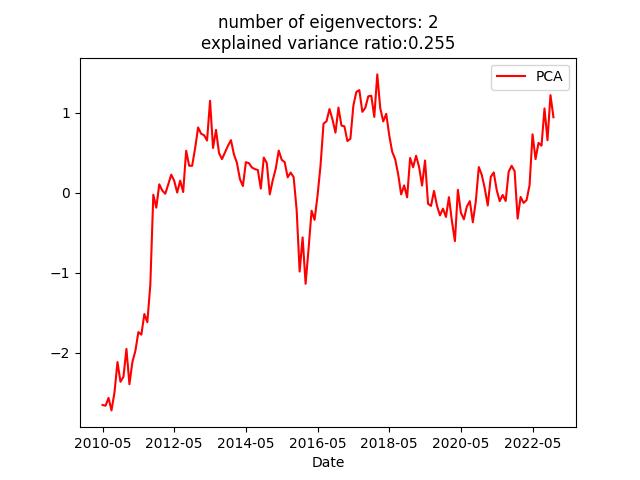 number of eigenvectors: 2
explained variance ratio:0.255
PCA
1
0
−1
−2
2010-05 2012-05 2014-05 2016-05 2018-05 2020-05 2022-05
Date